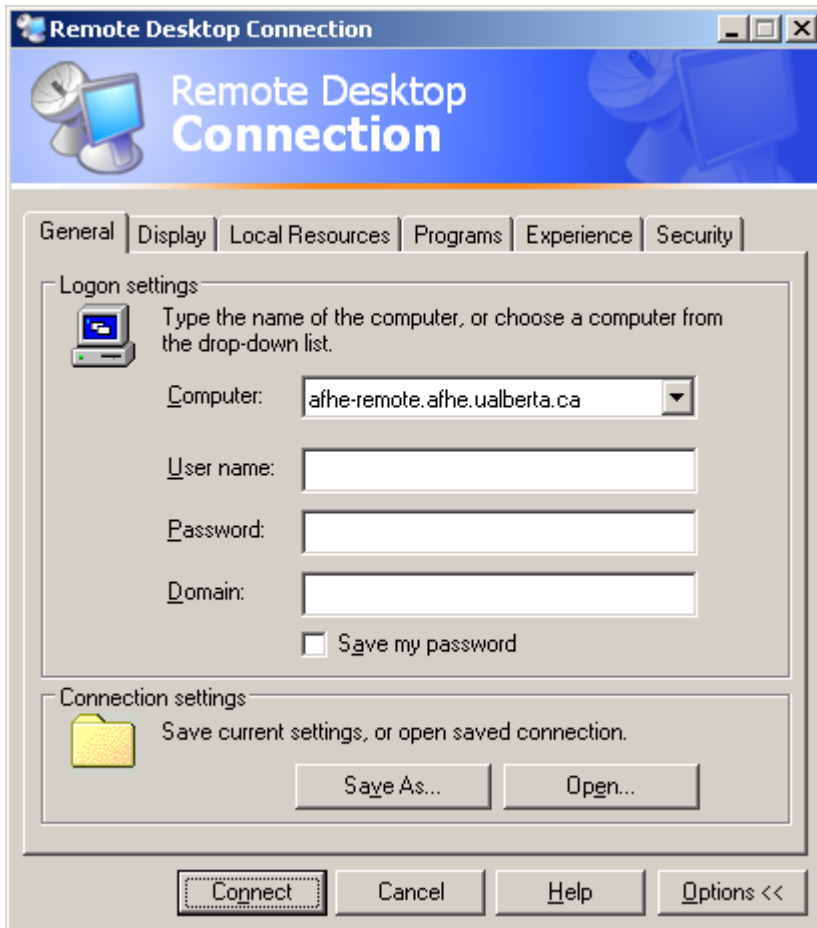 Remote Desktop Connection
Remote Desktop
Connection
General Display Local Resources Programs Experience Security
Logon settings
Type the name of the computer, or choose a computer from
the drop-down list.
Computer: afhe-remote.afhe.ualberta.ca
User name:
Password:
Domain:
Save my password
Connection settings
Save current settings, or open saved connection.
Save As... Open...
Connect Cancel Help Options <<